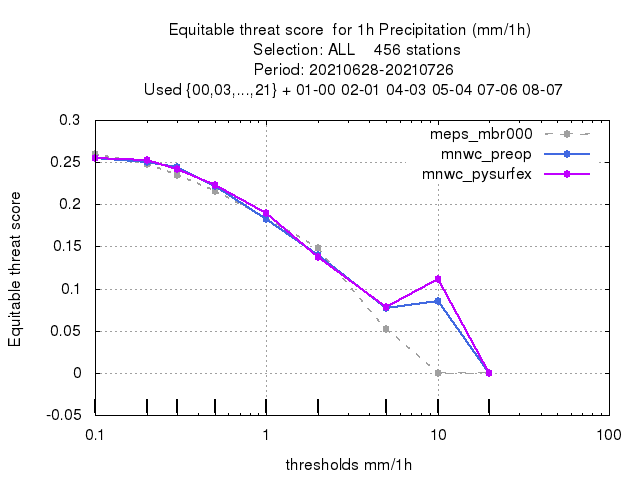 Equitable threat score  for 1h Precipitation (mm/1h)
Selection: ALL    456 stations
Period: 20210628-20210726
Used {00,03,...,21} + 01-00 02-01 04-03 05-04 07-06 08-07
meps_mbr000
mnwc_preop
mnwc_pysurfex
Equitable threat score
0.3
0.25
0.2
0.15
0.1
0.05
0
-0.05
0.1
1
10
100
thresholds mm/1h